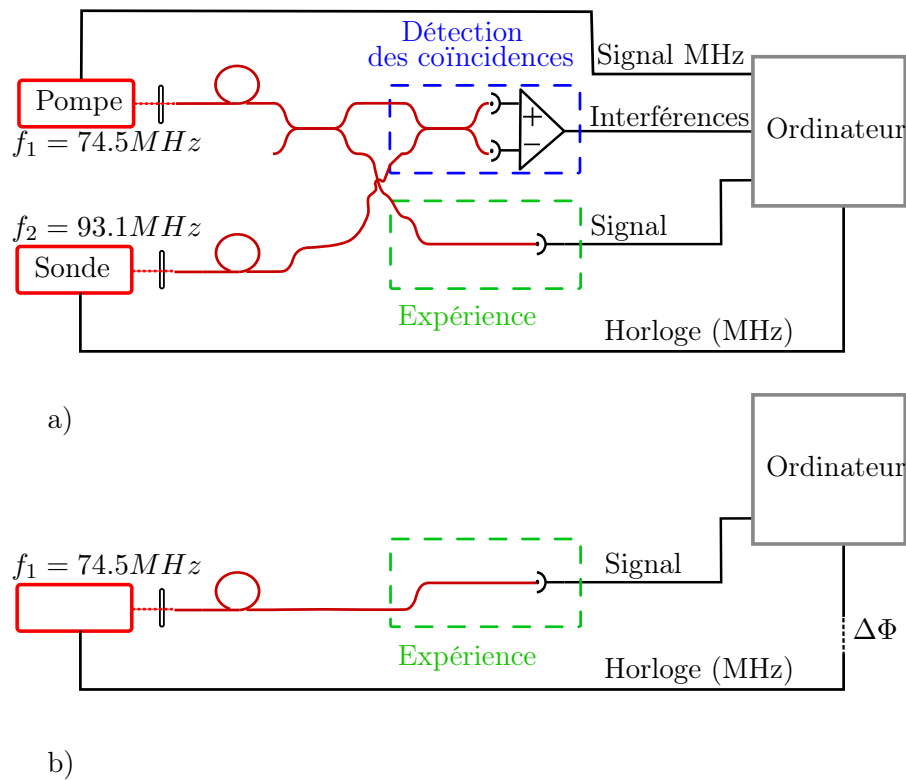 Détection
des coïncidences
Signal MHz
Pompe
+
Interférences
Ordinateur
f₁ = 74.5MHz
−
f₂ = 93.1MHz
Signal
Sonde
Expérience
Horloge (MHz)
a)
Ordinateur
f₁ = 74.5MHz
Signal
ΔΦ
Expérience
Horloge (MHz)
b)